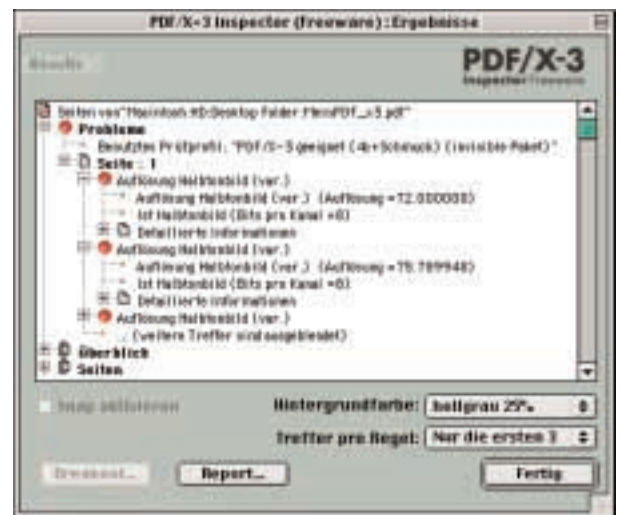 PDF/X-3 Inspector (freeware): Ergebnisse
Results
PDF/X-3
Inspector Freeware
Seiten von "Macintosh HD:Desktop Folder:MeinPDF_x3.pdf"
Probleme
Benutztes Prüfprofil: "PDF/X-3 geeignet (4c+Schmuck) (invisible Paket)"
Seite : 1
Auflösung Halbtonbild (ver.)
Auflösung Halbtonbild (ver.) (Auflösung =72.000000)
Ist Halbtonbild (Bits pro Kanal =8)
Detaillierte Informationen
Auflösung Halbtonbild (ver.)
Auflösung Halbtonbild (ver.) (Auflösung =75.789948)
Ist Halbtonbild (Bits pro Kanal =8)
Detaillierte Informationen
Auflösung Halbtonbild (ver.)
... (weitere Treffer sind ausgeblendet)
Überblick
Seiten
Snap aktivieren
Hintergrundfarbe: hellgrau 25%
Treffer pro Regel: Nur die ersten 3
Report...
Fertig